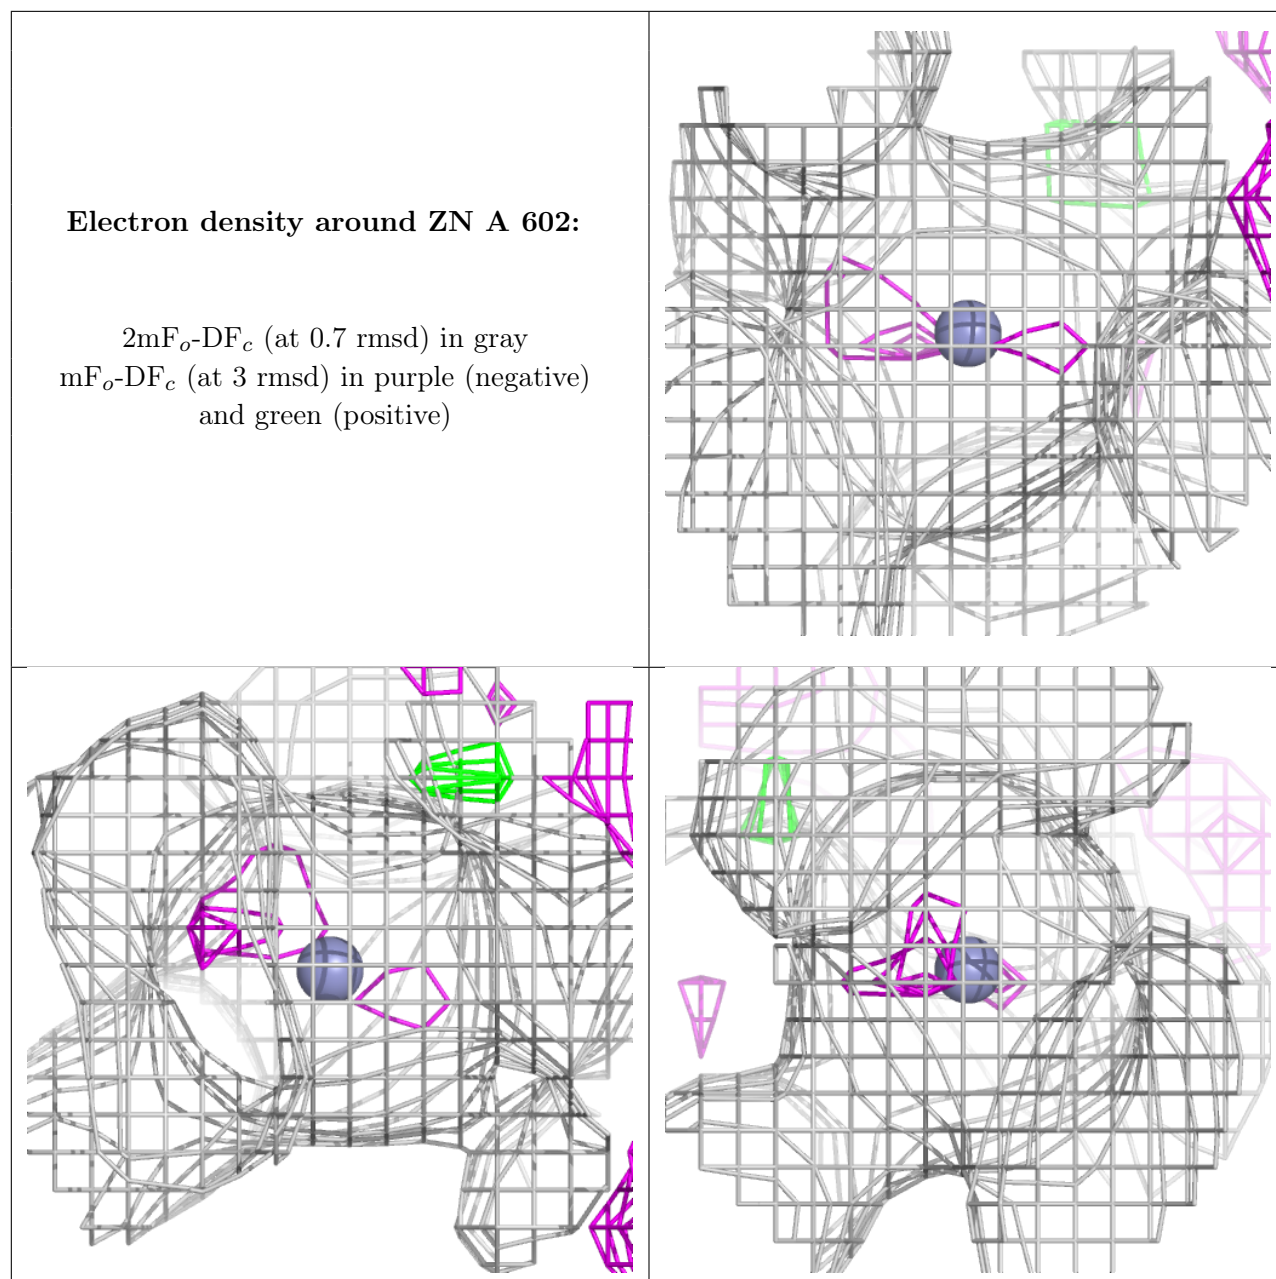 Electron density around ZN A 602:
2mFo-DFc (at 0.7 rmsd) in gray
mFo-DFc (at 3 rmsd) in purple (negative)
and green (positive)